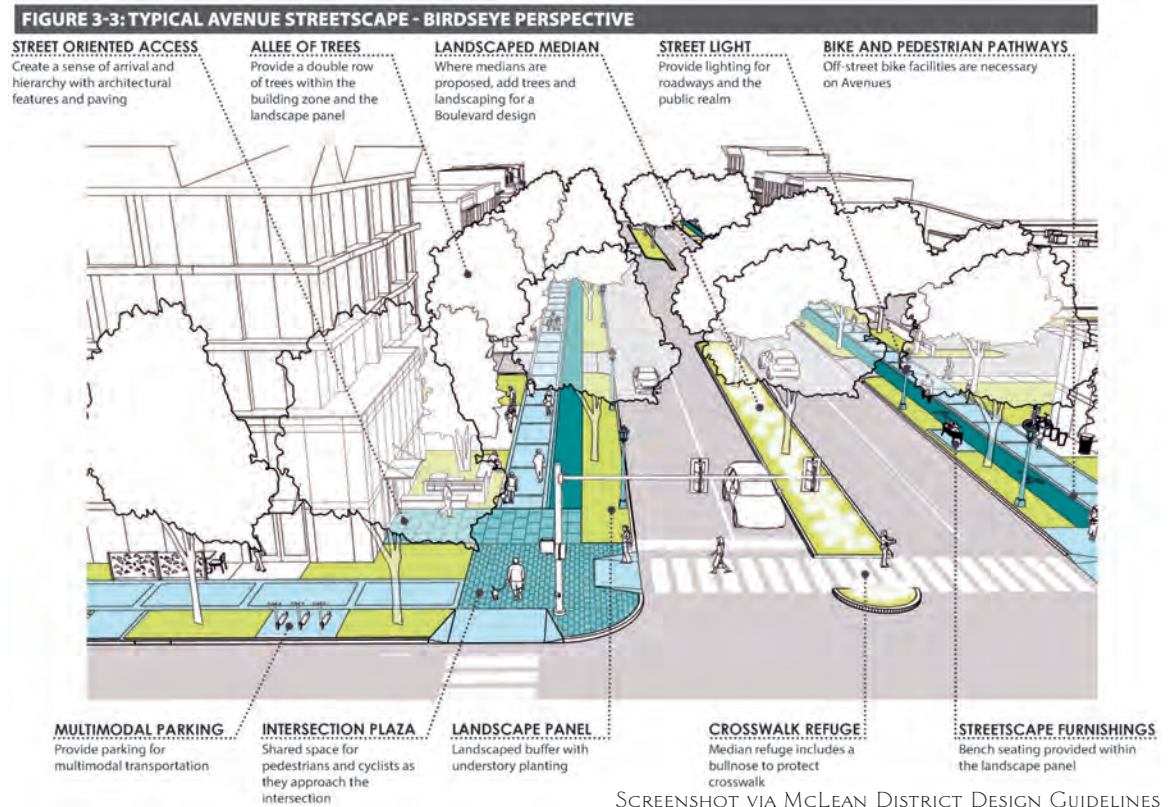 FIGURE 3-3: TYPICAL AVENUE STREETSCAPE - BIRDSEYE PERSPECTIVE
STREET ORIENTED ACCESS
Create a sense of arrival and
hierarchy with architectural
features and paving
ALLEE OF TREES
Provide a double row
of trees within the
building zone and the
landscape panel
LANDSCAPED MEDIAN
Where medians are
proposed, add trees and
landscaping for a
Boulevard design
STREET LIGHT
Provide lighting for
roadways and the
public realm
BIKE AND PEDESTRIAN PATHWAYS
Off-street bike facilities are necessary
on Avenues
MULTIMODAL PARKING
Provide parking for
multimodal transportation
INTERSECTION PLAZA
Shared space for
pedestrians and cyclists as
they approach the
intersection
LANDSCAPE PANEL
Landscaped buffer with
understory planting
CROSSWALK REFUGE
Median refuge includes a
bullnose to protect
crosswalk
STREETSCAPE FURNISHINGS
Bench seating provided within
the landscape panel
SCREENSHOT VIA MCLEAN DISTRICT DESIGN GUIDELINES